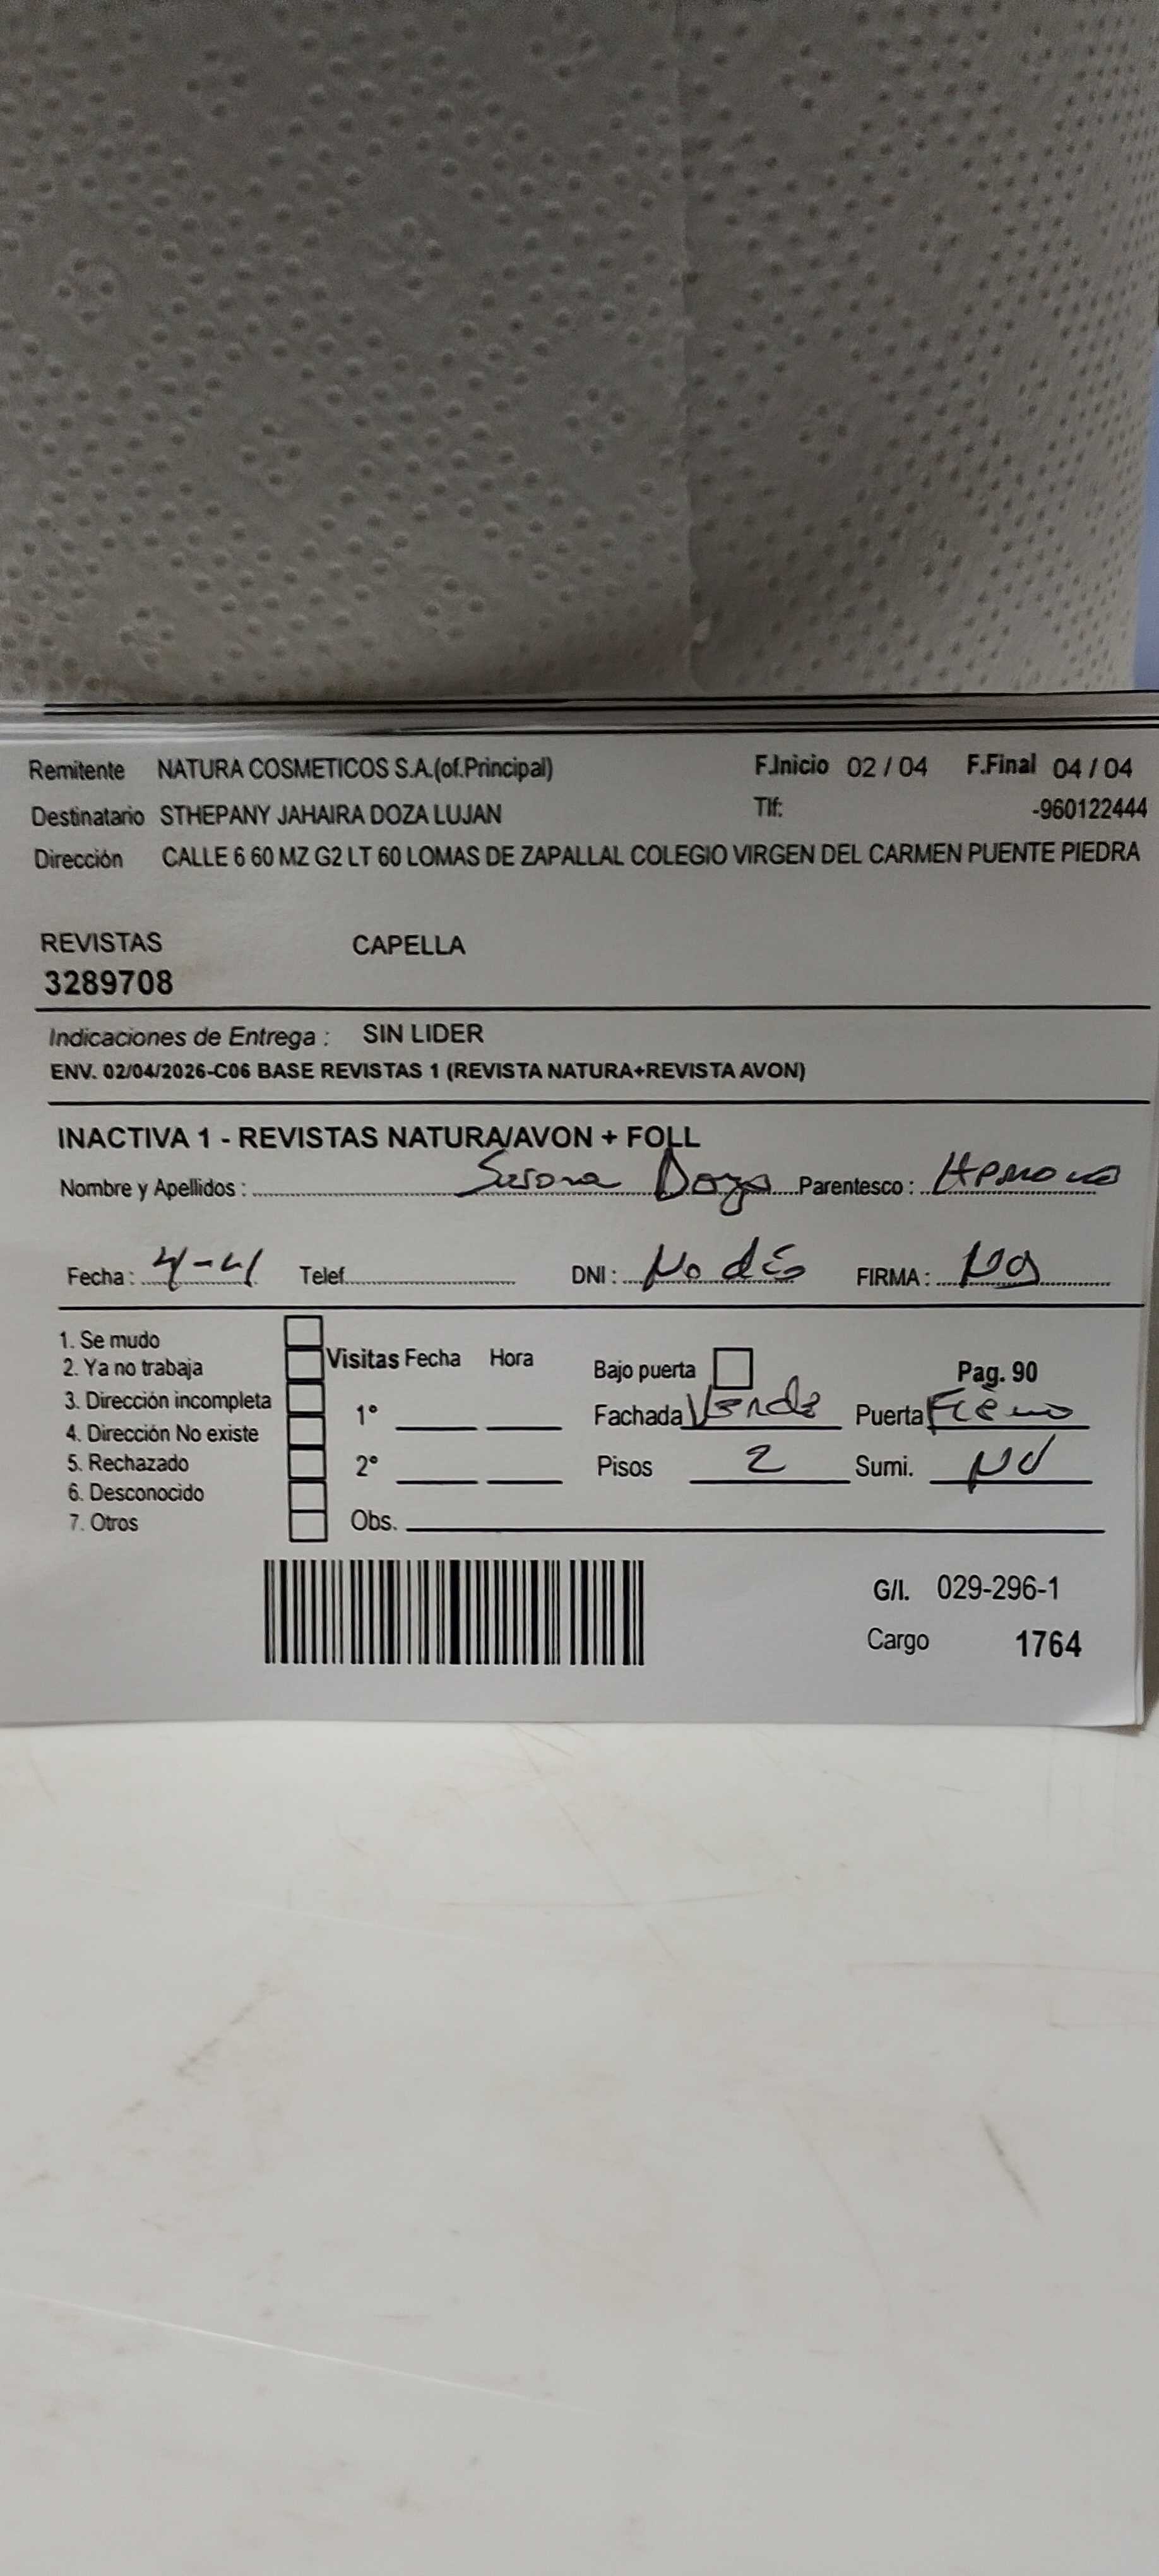 Remitente NATURA COSMETICOS S.A.(of.Principal) F.Inicio 02 / 04 F.Final 04 / 04
Destinatario STHEPANY JAHAIRA DOZA LUJAN Tlf: -960122444
Dirección CALLE 6 60 MZ G2 LT 60 LOMAS DE ZAPALLAL COLEGIO VIRGEN DEL CARMEN PUENTE PIEDRA
REVISTAS CAPELLA
3289708
Indicaciones de Entrega : SIN LIDER
ENV. 02/04/2026-C06 BASE REVISTAS 1 (REVISTA NATURA+REVISTA AVON)
INACTIVA 1 - REVISTAS NATURA/AVON + FOLL
Nombre y Apellidos : Susana Doza Parentesco : Hermana
Fecha : 4-4 Telef. DNI : No dio FIRMA : No
1. Se mudo
2. Ya no trabaja Visitas Fecha Hora Bajo puerta Pag. 90
3. Dirección incompleta 1° Fachada Verde Puerta Fierro
4. Dirección No existe
5. Rechazado 2° Pisos 2 Sumi.
6. Desconocido
7. Otros Obs.
G/I. 029-296-1
Cargo 1764